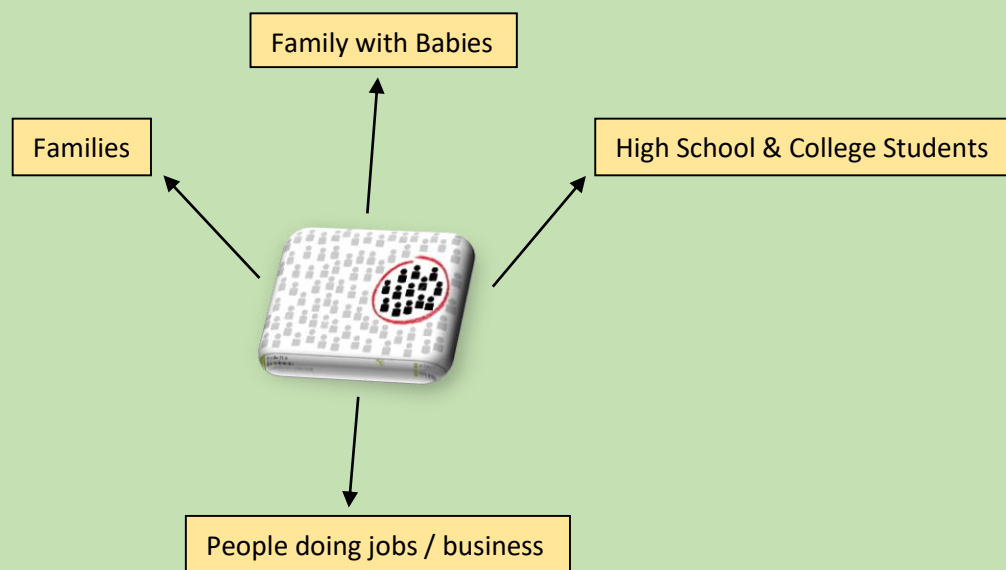 Family with Babies
Families
High School & College Students
People doing jobs / business